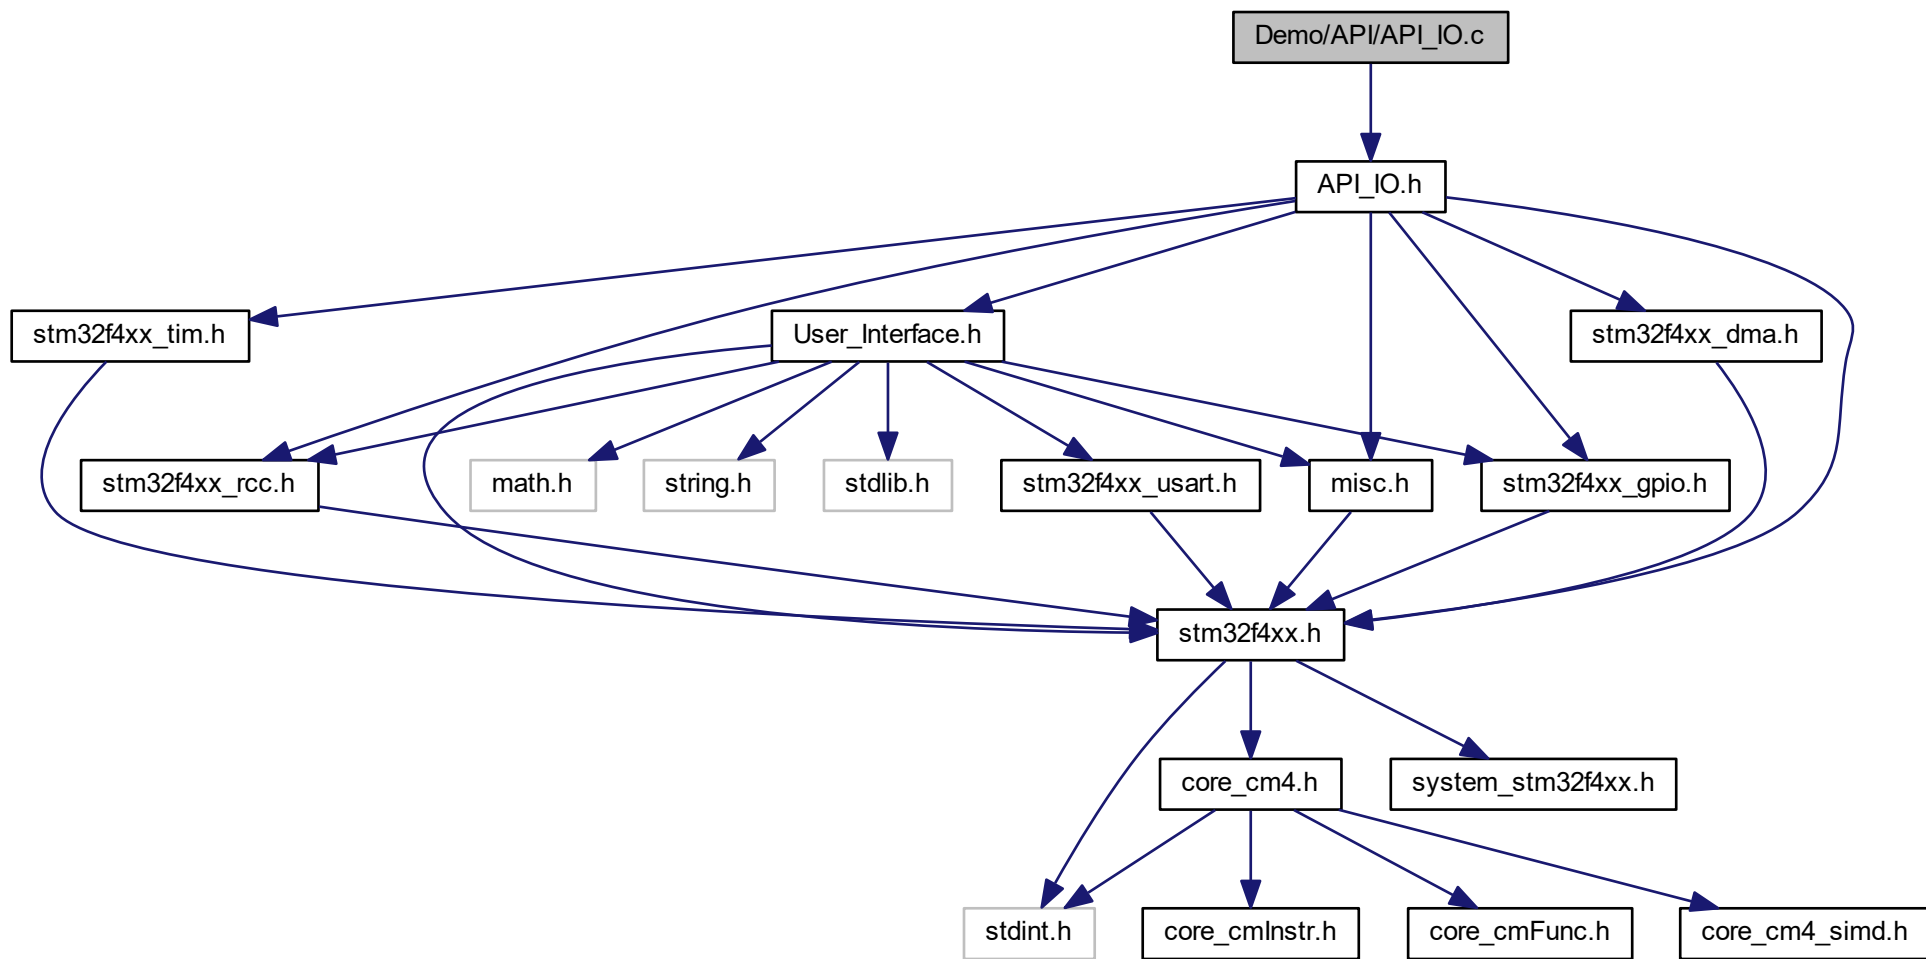 Demo/API/API_IO.c
API_IO.h
stm32f4xx_tim.h
User_Interface.h
stm32f4xx_dma.h
stm32f4xx_rcc.h
math.h
string.h
stdlib.h
stm32f4xx_usart.h
misc.h
stm32f4xx_gpio.h
stm32f4xx.h
core_cm4.h
system_stm32f4xx.h
stdint.h
core_cmInstr.h
core_cmFunc.h
core_cm4_simd.h